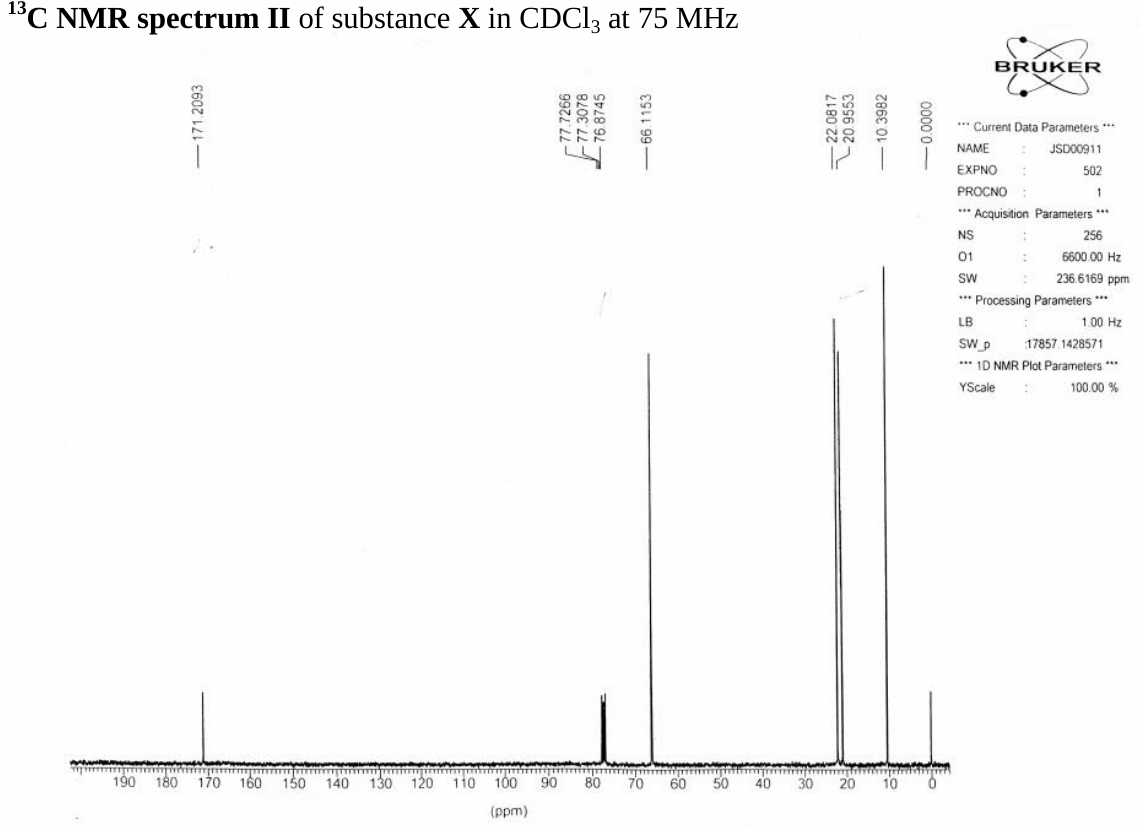 13C NMR spectrum II of substance X in CDCl3 at 75 MHz
BRUKER
171.2093
77.7266
77.3078
76.8745
66.1153
22.0817
20.9553
10.3982
0.0000
*** Current Data Parameters ***
NAME : JSD00911
EXPNO : 502
PROCNO : 1
*** Acquisition Parameters ***
NS : 256
O1 : 6600.00 Hz
SW : 236.6169 ppm
*** Processing Parameters ***
LB : 1.00 Hz
SW_p :17857.1428571
*** 1D NMR Plot Parameters ***
YScale : 100.00 %
190 180 170 160 150 140 130 120 110 100 90 80 70 60 50 40 30 20 10 0
(ppm)